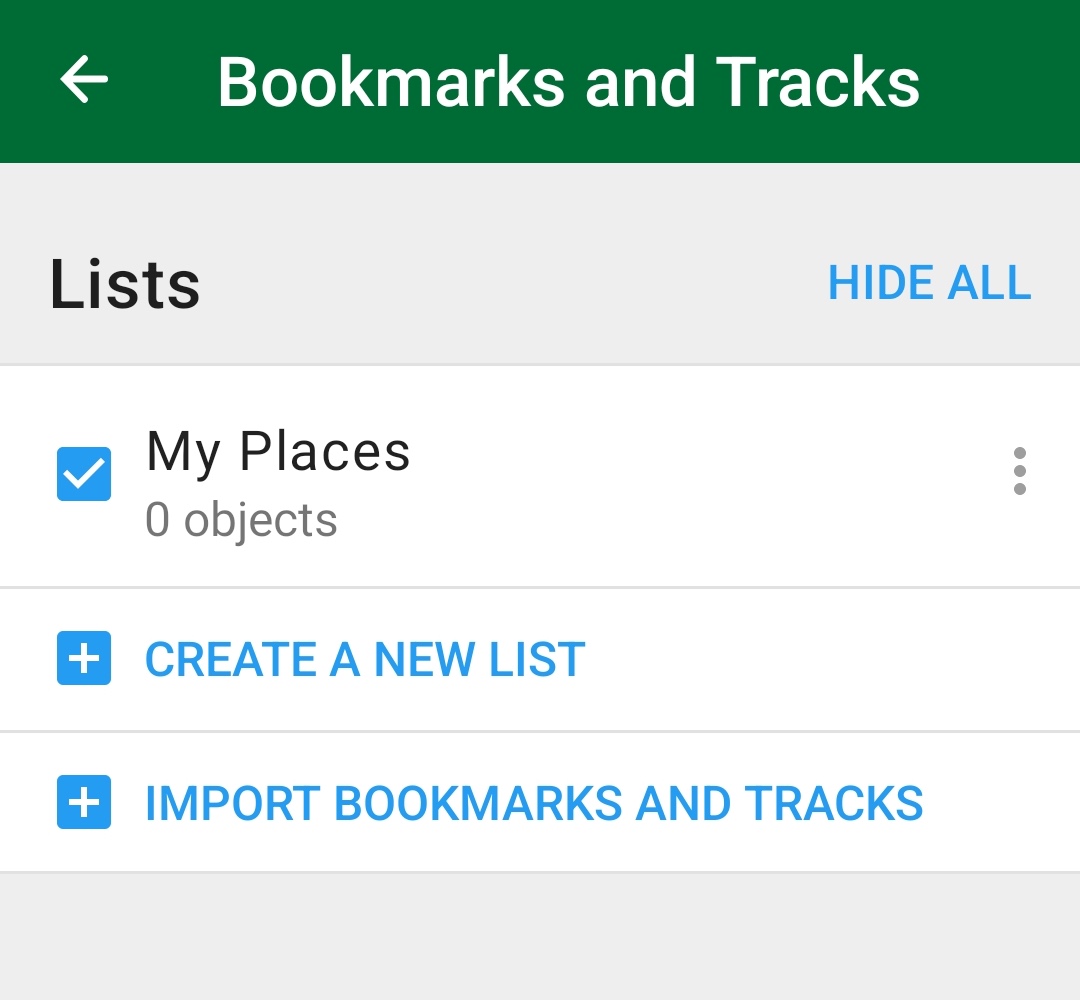 Bookmarks and Tracks
Lists
HIDE ALL
My Places
0 objects
CREATE A NEW LIST
IMPORT BOOKMARKS AND TRACKS